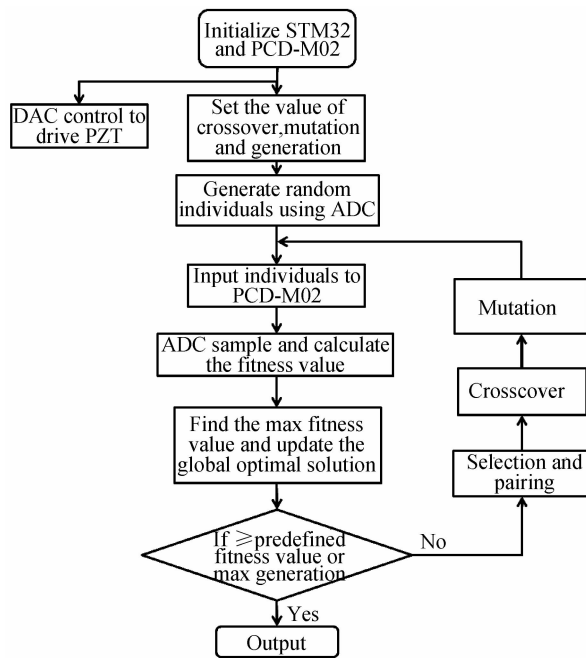 Initialize STM32
and PCD-M02
DAC control to
drive PZT
Set the value of
crossover,mutation
and generation
Generate random
individuals using ADC
Input individuals to
PCD-M02
ADC sample and calculate
the fitness value
Find the max fitness
value and update the
global optimal solution
If ≥predefined
fitness value or
max generation
No
Selection and
pairing
Crosscover
Mutation
Yes
Output